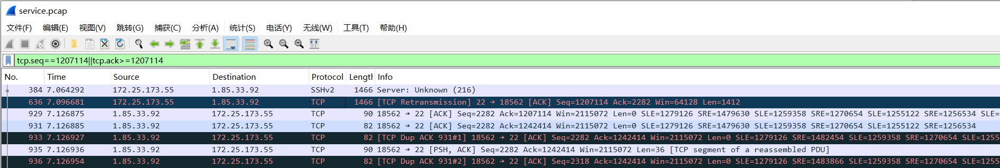 service.pcap
文件(F) 编辑(E) 视图(V) 跳转(G) 捕获(C) 分析(A) 统计(S) 电话(Y) 无线(W) 工具(T) 帮助(H)
tcp.seq==1207114||tcp.ack>=1207114
No. Time Source Destination Protocol Length Info
384 7.064292 172.25.173.55 1.85.33.92 SSHv2 1466 Server: Unknown (216)
636 7.096681 172.25.173.55 1.85.33.92 TCP 1466 [TCP Retransmission] 22 → 18562 [ACK] Seq=1207114 Ack=2282 Win=64128 Len=1412
929 7.126875 1.85.33.92 172.25.173.55 TCP 90 18562 → 22 [ACK] Seq=2282 Ack=1207114 Win=2115072 Len=0 SLE=1279126 SRE=1479630 SLE=1259358 SRE=1270654 SLE=1255122 SRE=1256534 SLE=
931 7.126885 1.85.33.92 172.25.173.55 TCP 82 18562 → 22 [ACK] Seq=2282 Ack=1242414 Win=2115072 Len=0 SLE=1279126 SRE=1479630 SLE=1259358 SRE=1270654 SLE=1255122 SRE=1256534
933 7.126927 1.85.33.92 172.25.173.55 TCP 82 [TCP Dup ACK 931#1] 18562 → 22 [ACK] Seq=2282 Ack=1242414 Win=2115072 Len=0 SLE=1279126 SRE=1482454 SLE=1259358 SRE=1270654 SLE=1255
935 7.126936 1.85.33.92 172.25.173.55 TCP 90 18562 → 22 [PSH, ACK] Seq=2282 Ack=1242414 Win=2115072 Len=36 [TCP segment of a reassembled PDU]
936 7.126954 1.85.33.92 172.25.173.55 TCP 82 [TCP Dup ACK 931#2] 18562 → 22 [ACK] Seq=2318 Ack=1242414 Win=2115072 Len=0 SLE=1279126 SRE=1483866 SLE=1259358 SRE=1270654 SLE=1255